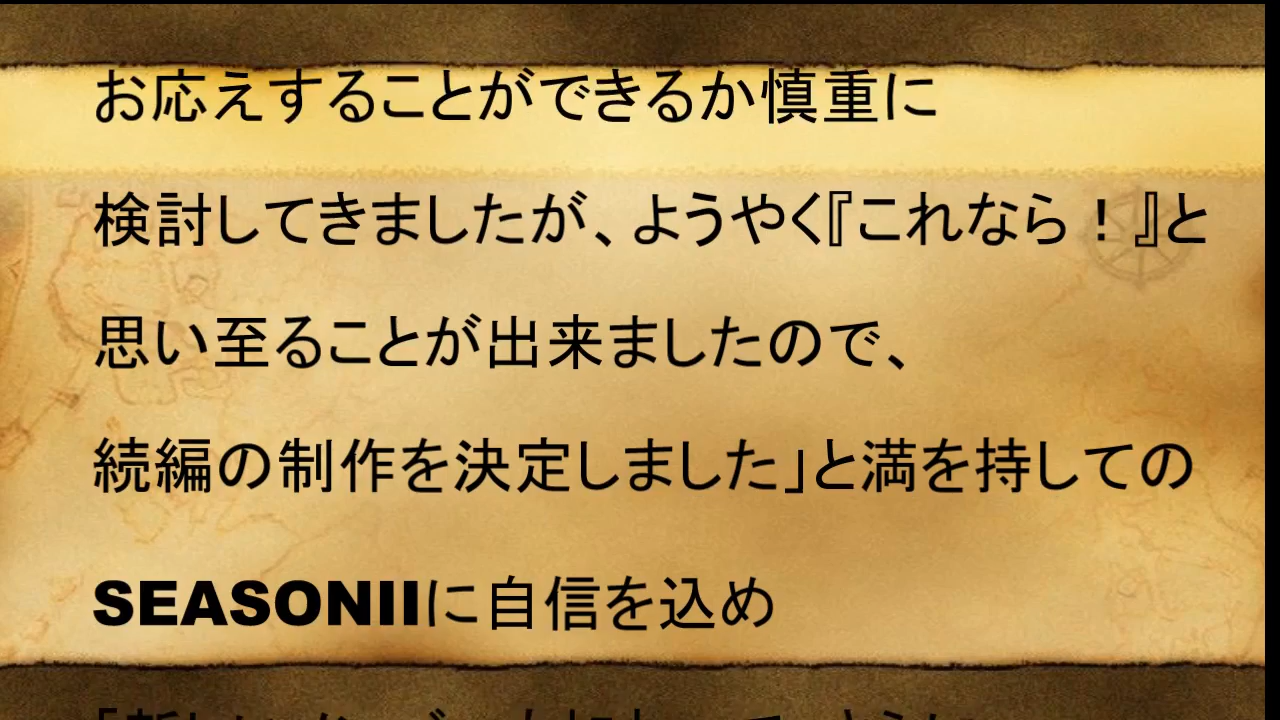 お応えすることができるか慎重に
検討してきましたが、ようやく『これなら！』と
思い至ることが出来ましたので、
続編の制作を決定しました」と満を持しての
SEASONIIに自信を込め